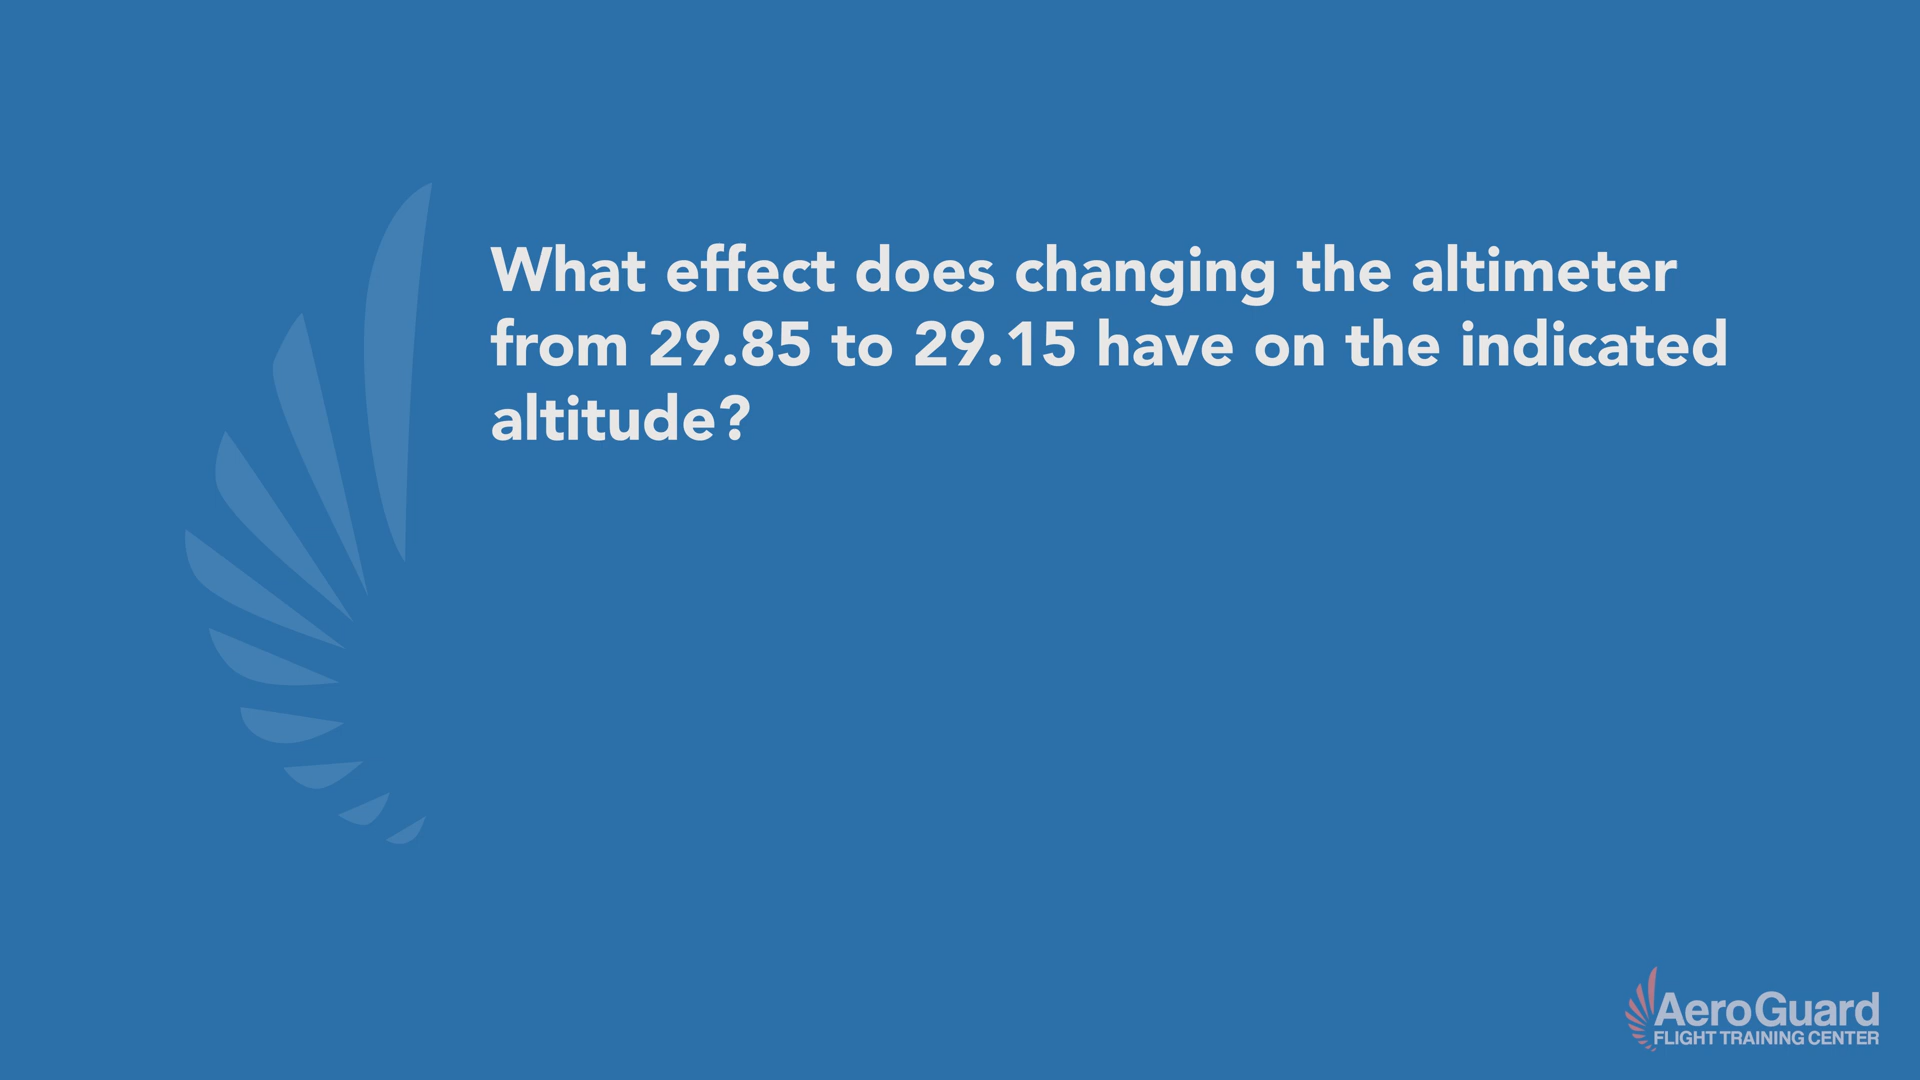 What effect does changing the altimeter
from 29.85 to 29.15 have on the indicated
altitude?
AeroGuard
FLIGHT TRAINING CENTER